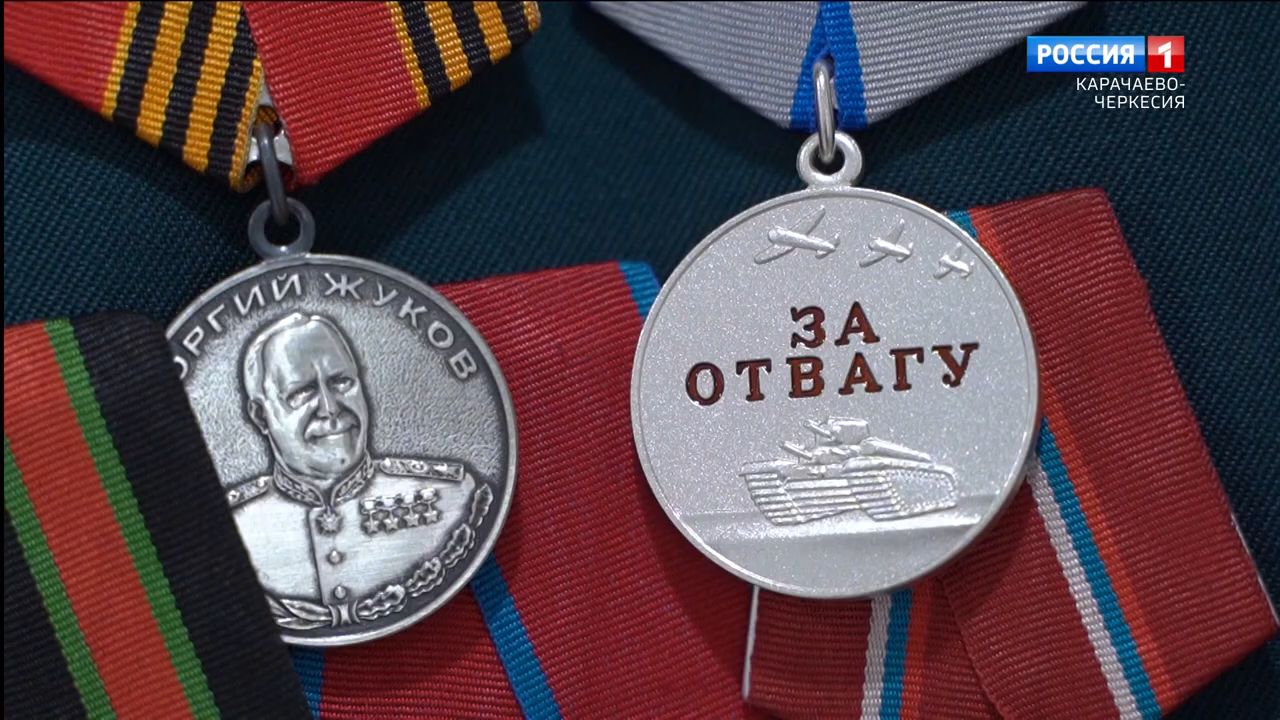 РОССИЯ 1
КАРАЧАЕВО-
ЧЕРКЕСИЯ
ОРГИЙ ЖУКОВ
ЗА
ОТВАГУ